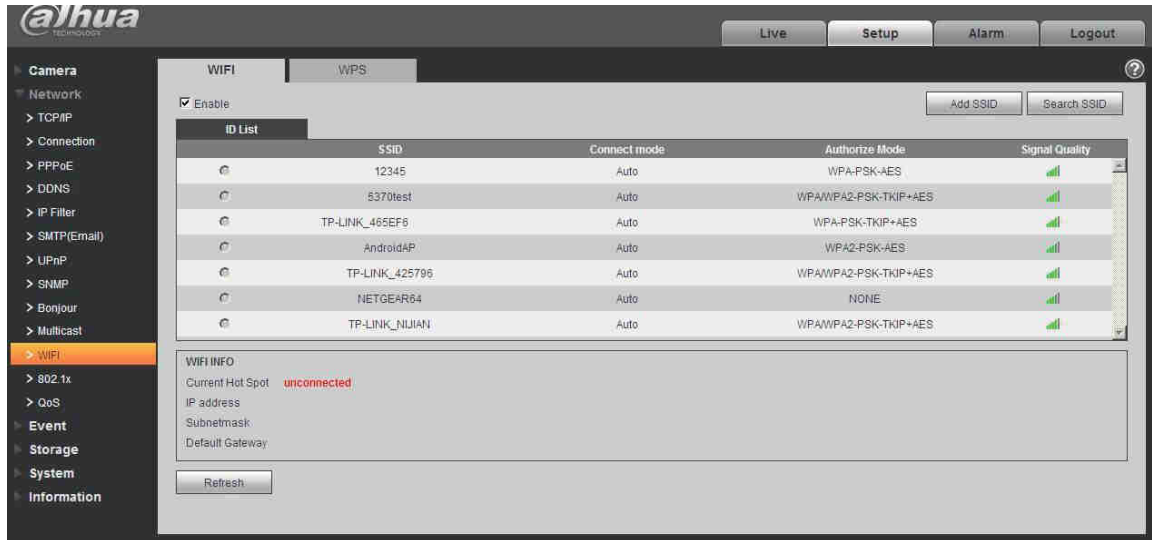 alhua
TECHNOLOGY
Live Setup Alarm Logout
Camera
Network
> TCP/IP
> Connection
> PPPoE
> DDNS
> IP Filter
> SMTP(Email)
> UPnP
> SNMP
> Bonjour
> Multicast
> WIFI
> 802.1x
> QoS
Event
Storage
System
Information
WIFI WPS
?
Enable Add SSID Search SSID
ID List
SSID Connect mode Authorize Mode Signal Quality
12345 Auto WPA-PSK-AES
5370test Auto WPA/WPA2-PSK-TKIP+AES
TP-LINK_465EF6 Auto WPA-PSK-TKIP+AES
AndroidAP Auto WPA2-PSK-AES
TP-LINK_425796 Auto WPA/WPA2-PSK-TKIP+AES
NETGEAR64 Auto NONE
TP-LINK_NIJIAN Auto WPA/WPA2-PSK-TKIP+AES
WIFI INFO
Current Hot Spot unconnected
IP address
Subnetmask
Default Gateway
Refresh